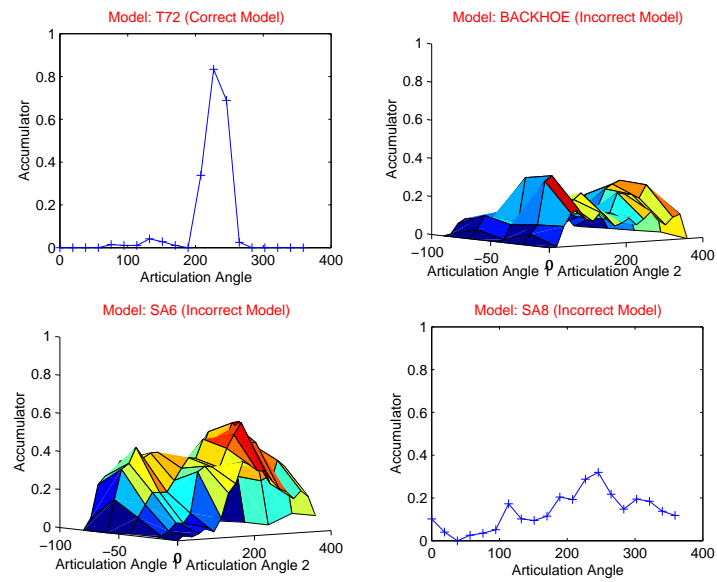 Model: T72 (Correct Model)
1
0.8
0.6
0.4
0.2
0
0 100 200 300 400
Accumulator
Articulation Angle
Model: BACKHOE (Incorrect Model)
1
0.8
0.6
0.4
0.2
0
−100 −50 0 200 400
Accumulator
Articulation Angle 1
Articulation Angle 2
Model: SA6 (Incorrect Model)
1
0.8
0.6
0.4
0.2
0
−100 −50 0 200 400
Accumulator
Articulation Angle 1
Articulation Angle 2
Model: SA8 (Incorrect Model)
1
0.8
0.6
0.4
0.2
0
0 100 200 300 400
Accumulator
Articulation Angle